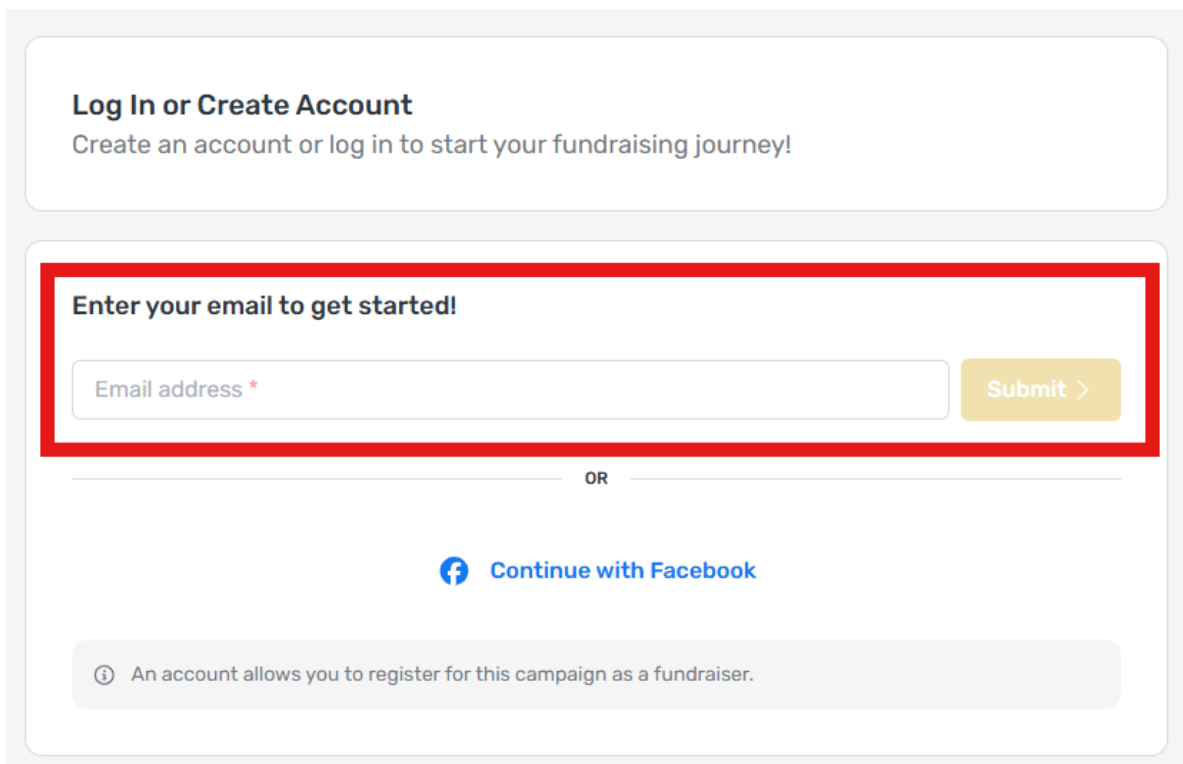 Log In or Create Account
Create an account or log in to start your fundraising journey!
Enter your email to get started!
Email address *
Submit
OR
Continue with Facebook
An account allows you to register for this campaign as a fundraiser.